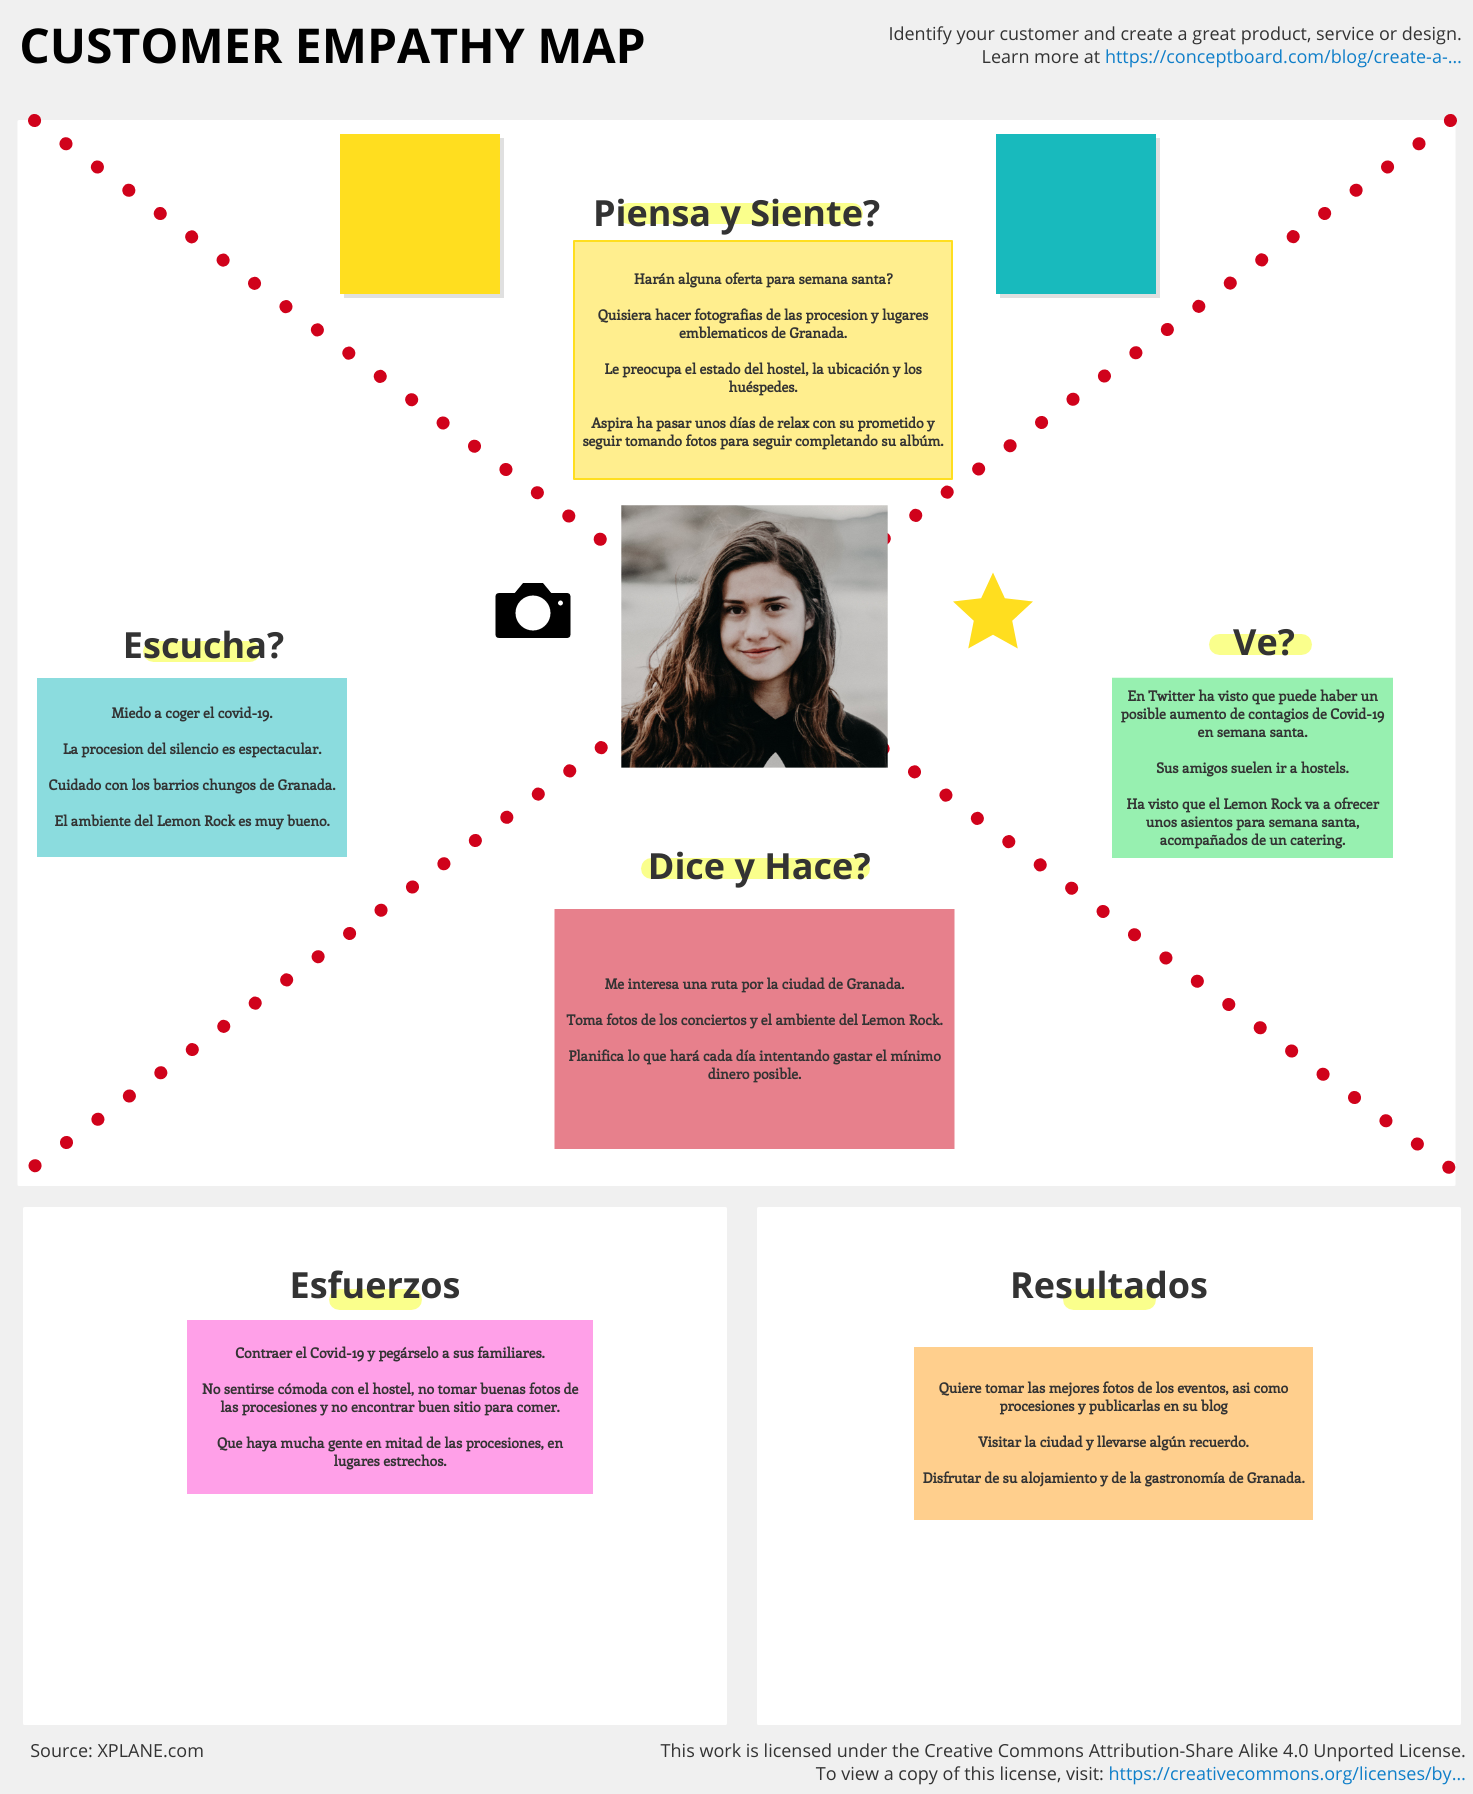 CUSTOMER EMPATHY MAP
Identify your customer and create a great product, service or design.
Learn more at https://conceptboard.com/blog/create-a-...
Piensa y Siente?
Harán alguna oferta para semana santa?
Quisiera hacer fotografias de las procesion y lugares
emblematicos de Granada.
Le preocupa el estado del hostel, la ubicación y los
huéspedes.
Aspira ha pasar unos días de relax con su prometido y
seguir tomando fotos para seguir completando su albúm.
Escucha?
Miedo a coger el covid-19.
La procesion del silencio es espectacular.
Cuidado con los barrios chungos de Granada.
El ambiente del Lemon Rock es muy bueno.
Ve?
En Twitter ha visto que puede haber un
posible aumento de contagios de Covid-19
en semana santa.
Sus amigos suelen ir a hostels.
Ha visto que el Lemon Rock va a ofrecer
unos asientos para semana santa,
acompañados de un catering.
Dice y Hace?
Me interesa una ruta por la ciudad de Granada.
Toma fotos de los conciertos y el ambiente del Lemon Rock.
Planifica lo que hará cada día intentando gastar el mínimo
dinero posible.
Esfuerzos
Contraer el Covid-19 y pegárselo a sus familiares.
No sentirse cómoda con el hostel, no tomar buenas fotos de
las procesiones y no encontrar buen sitio para comer.
Que haya mucha gente en mitad de las procesiones, en
lugares estrechos.
Resultados
Quiere tomar las mejores fotos de los eventos, asi como
procesiones y publicarlas en su blog
Visitar la ciudad y llevarse algún recuerdo.
Disfrutar de su alojamiento y de la gastronomía de Granada.
Source: XPLANE.com
This work is licensed under the Creative Commons Attribution-Share Alike 4.0 Unported License.
To view a copy of this license, visit: https://creativecommons.org/licenses/by...